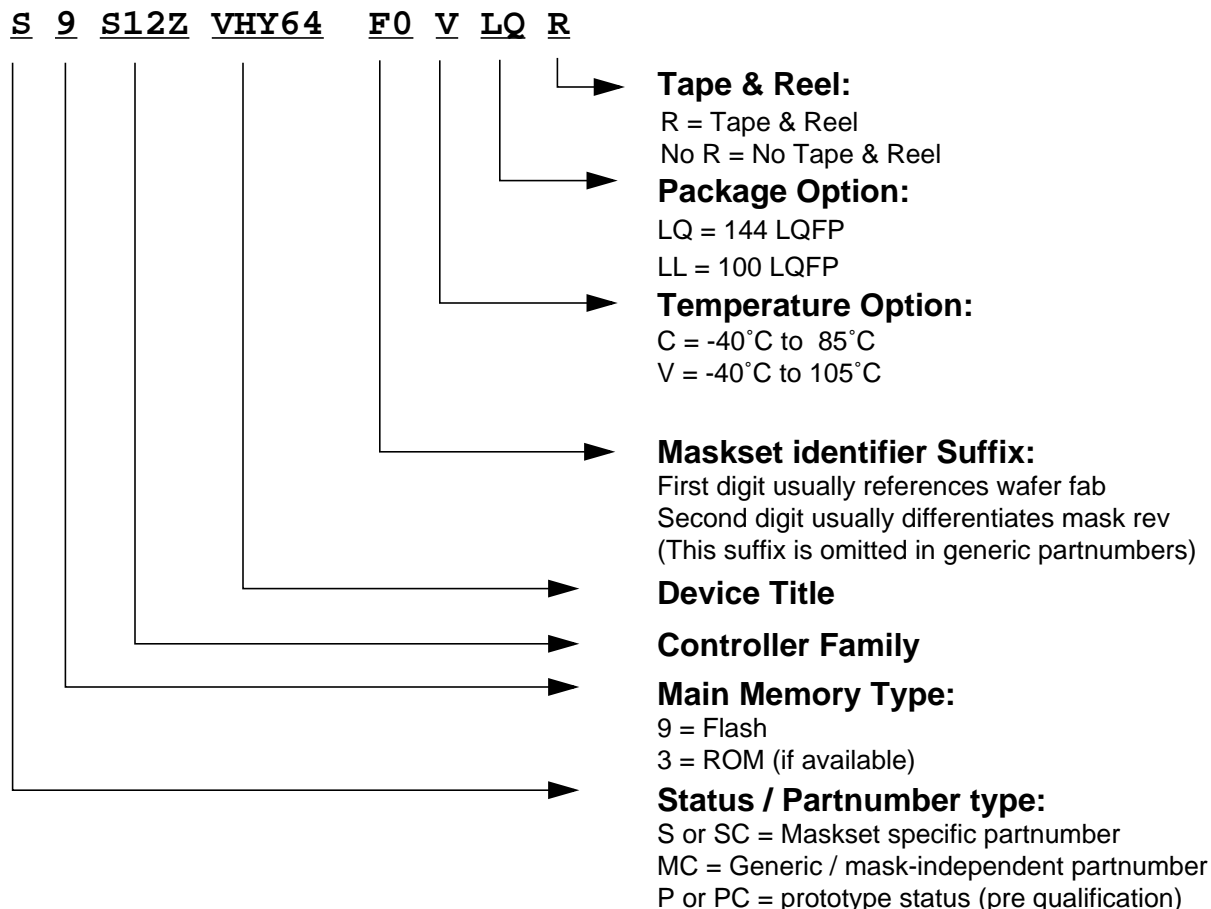 S 9 S12Z VHY64 F0 V LQ R
Tape & Reel:
R = Tape & Reel
No R = No Tape & Reel
Package Option:
LQ = 144 LQFP
LL = 100 LQFP
Temperature Option:
C = -40˚C to 85˚C
V = -40˚C to 105˚C
Maskset identifier Suffix:
First digit usually references wafer fab
Second digit usually differentiates mask rev
(This suffix is omitted in generic partnumbers)
Device Title
Controller Family
Main Memory Type:
9 = Flash
3 = ROM (if available)
Status / Partnumber type:
S or SC = Maskset specific partnumber
MC = Generic / mask-independent partnumber
P or PC = prototype status (pre qualification)